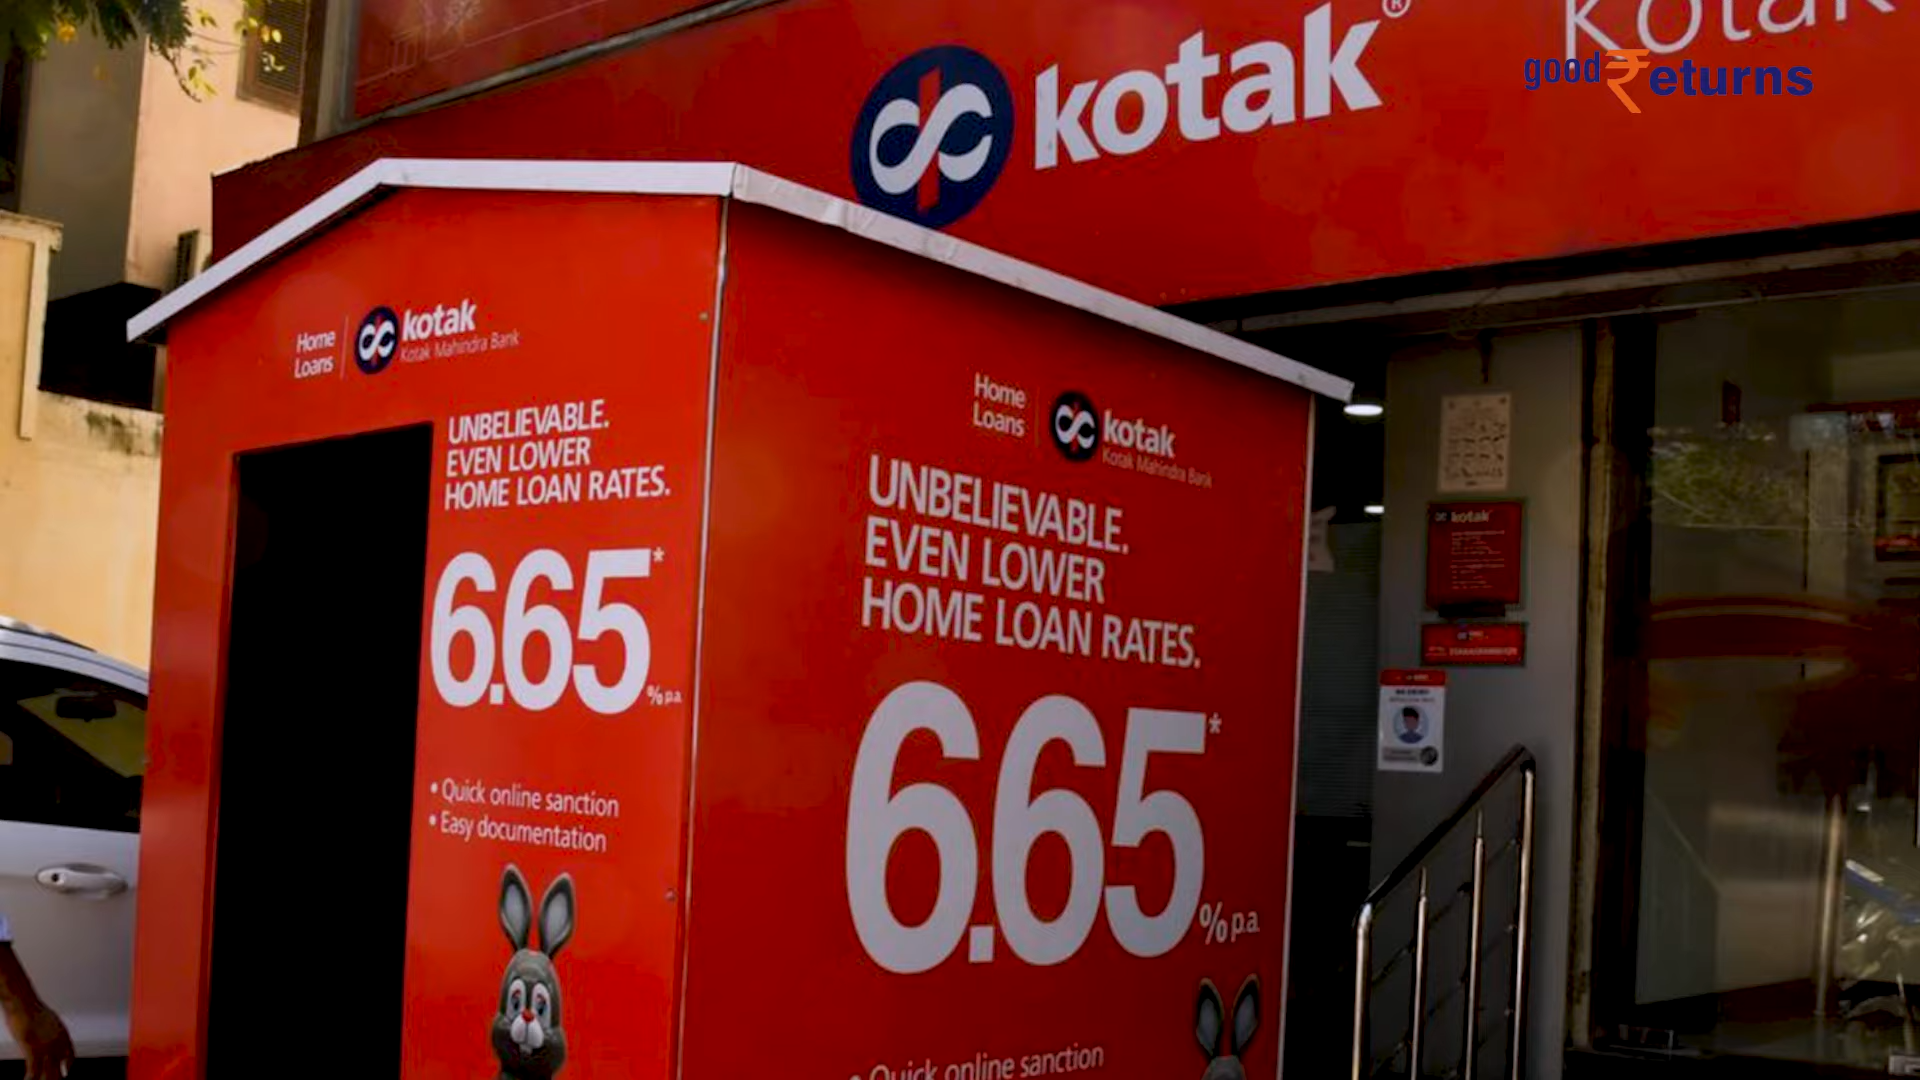 kotak®
Kotak
good₹eturns
Home
Loans
kotak
Kotak Mahindra Bank
UNBELIEVABLE.
EVEN LOWER
HOME LOAN RATES.
6.65*
% p.a.
• Quick online sanction
• Easy documentation
Home
Loans
kotak
Kotak Mahindra Bank
UNBELIEVABLE.
EVEN LOWER
HOME LOAN RATES.
6.65*
% p.a.
• Quick online sanction
kotak